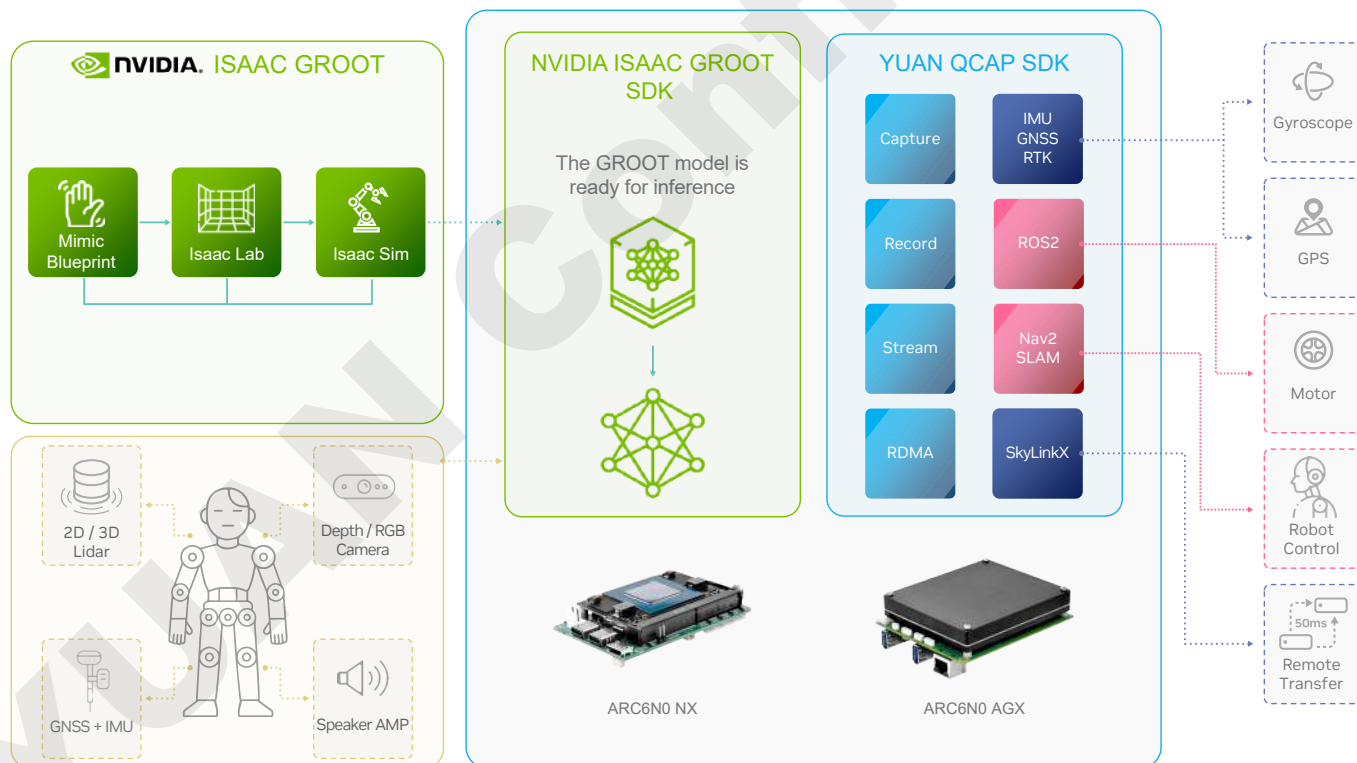 NVIDIA. ISAAC GROOT
Mimic
Blueprint
Isaac Lab
Isaac Sim
2D / 3D
Lidar
Depth / RGB
Camera
GNSS + IMU
Speaker AMP
NVIDIA ISAAC GROOT
SDK
The GROOT model is
ready for inference
YUAN QCAP SDK
Capture
IMU
GNSS
RTK
Record
ROS2
Stream
Nav2
SLAM
RDMA
SkyLinkX
ARC6N0 NX
ARC6N0 AGX
Gyroscope
GPS
Motor
Robot
Control
50ms
Remote
Transfer
YUAN Conf